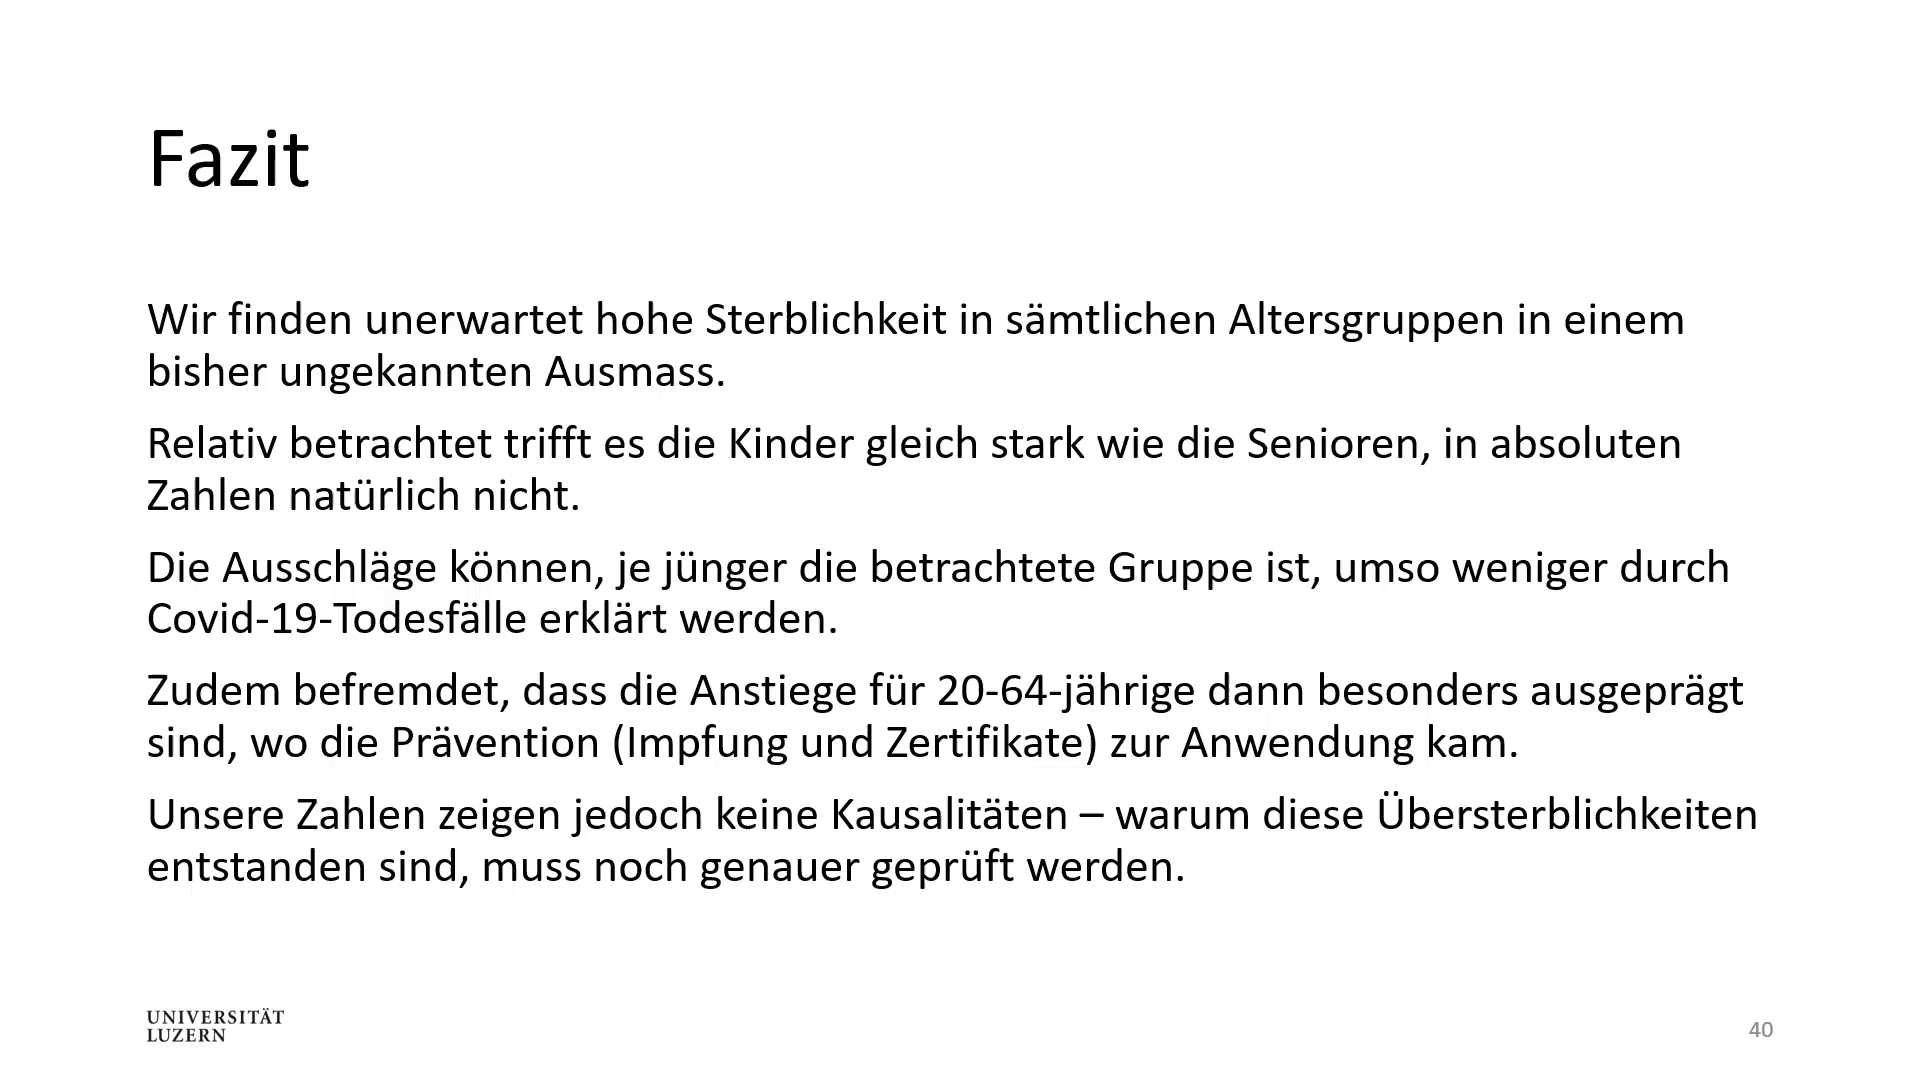 Fazit
Wir finden unerwartet hohe Sterblichkeit in sämtlichen Altersgruppen in einem
bisher ungekannten Ausmass.
Relativ betrachtet trifft es die Kinder gleich stark wie die Senioren, in absoluten
Zahlen natürlich nicht.
Die Ausschläge können, je jünger die betrachtete Gruppe ist, umso weniger durch
Covid-19-Todesfälle erklärt werden.
Zudem befremdet, dass die Anstiege für 20-64-jährige dann besonders ausgeprägt
sind, wo die Prävention (Impfung und Zertifikate) zur Anwendung kam.
Unsere Zahlen zeigen jedoch keine Kausalitäten – warum diese Übersterblichkeiten
entstanden sind, muss noch genauer geprüft werden.
UNIVERSITÄT
LUZERN
40